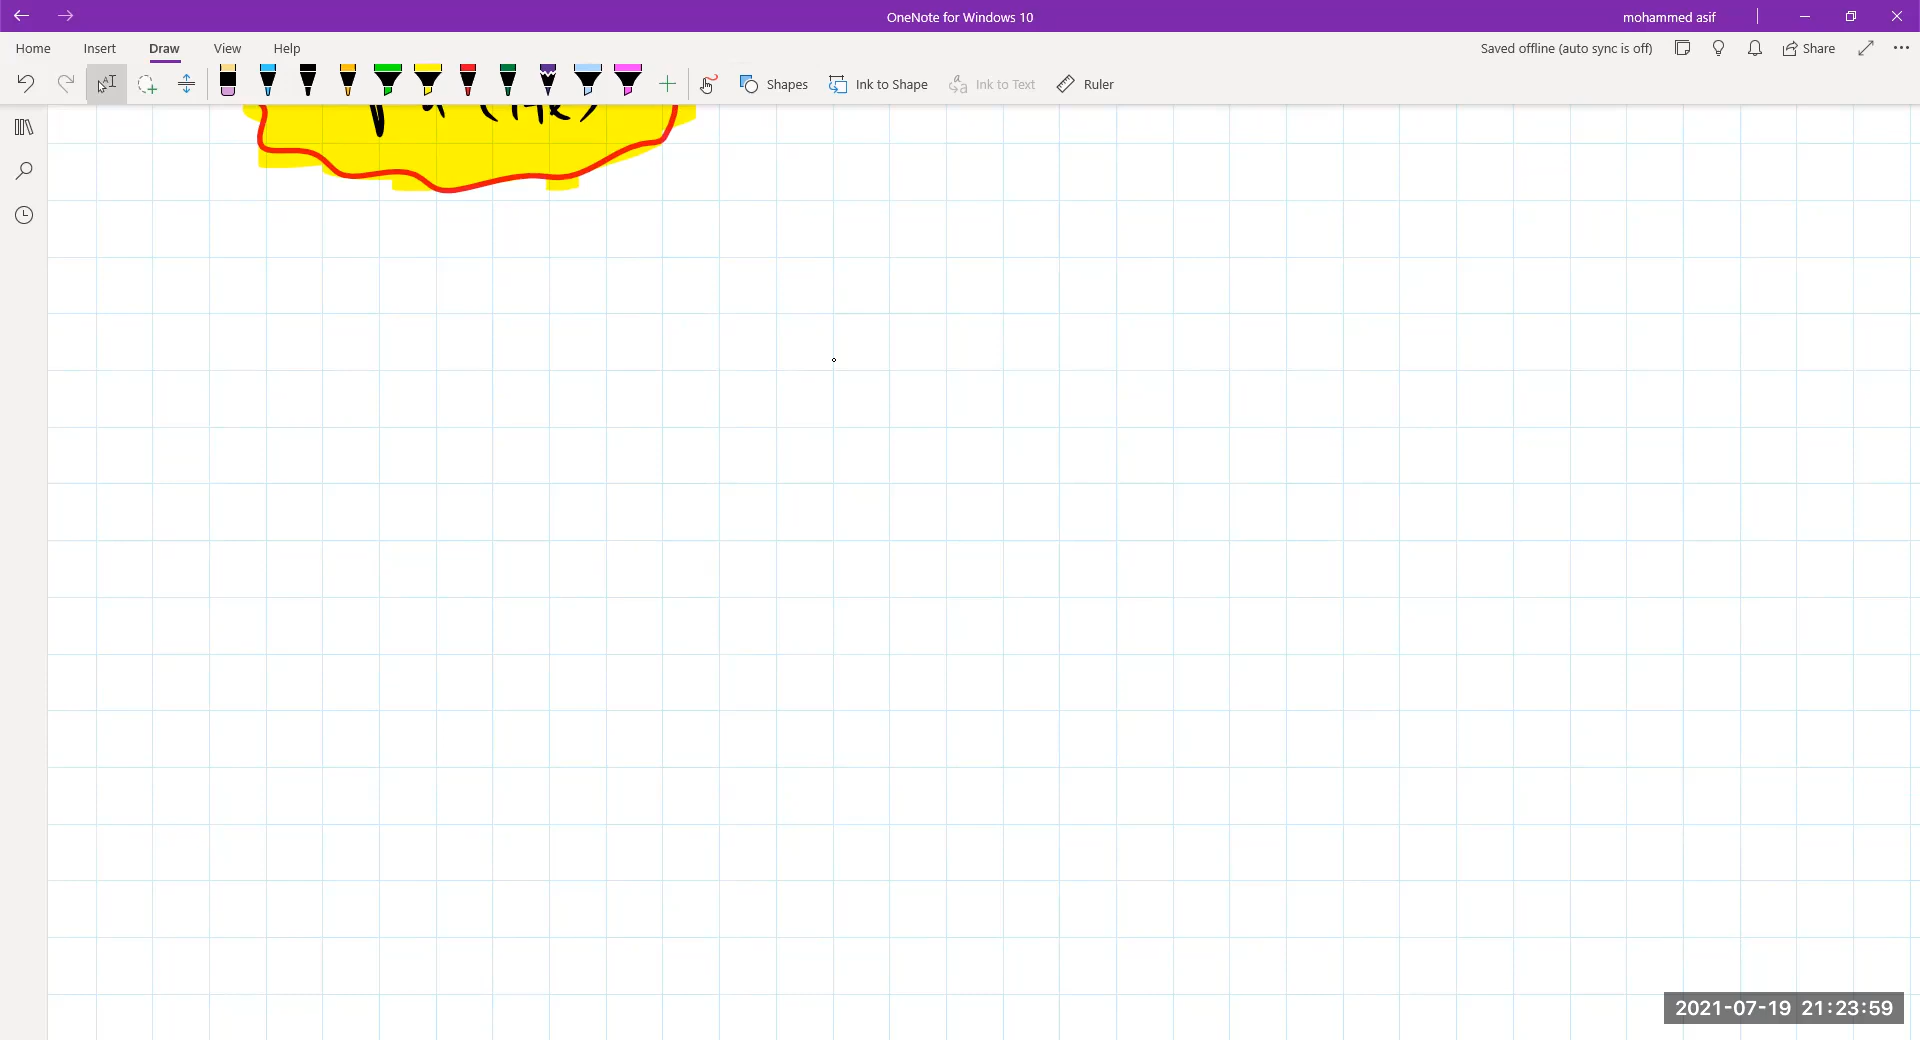 OneNote for Windows 10
mohammed asif
Home Insert Draw View Help
Saved offline (auto sync is off) Share
Shapes Ink to Shape Ink to Text Ruler
2021-07-19 21:23:59